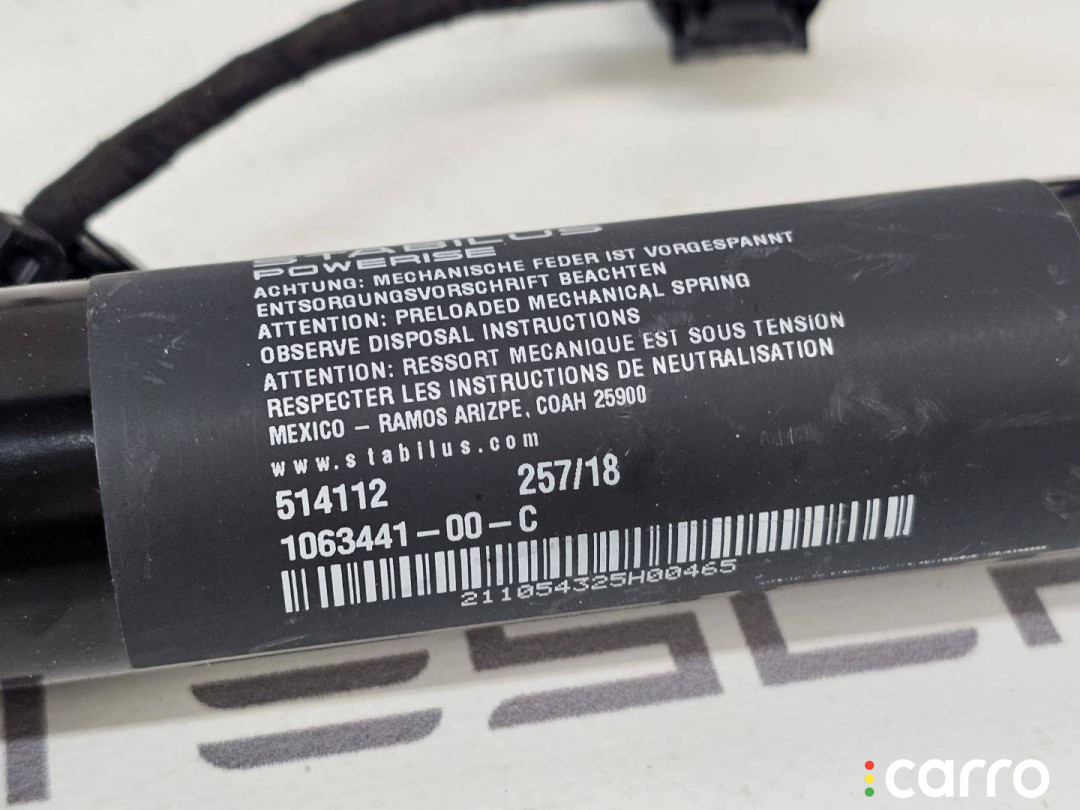 STABILUS
POWERISE
ACHTUNG: MECHANISCHE FEDER IST VORGESPANNT
ENTSORGUNGSVORSCHRIFT BEACHTEN
ATTENTION: PRELOADED MECHANICAL SPRING
OBSERVE DISPOSAL INSTRUCTIONS
ATTENTION: RESSORT MECANIQUE EST SOUS TENSION
RESPECTER LES INSTRUCTIONS DE NEUTRALISATION
MEXICO – RAMOS ARIZPE, COAH 25900
www.stabilus.com
514112 257/18
1063441-00-C
211054325H00465
carro